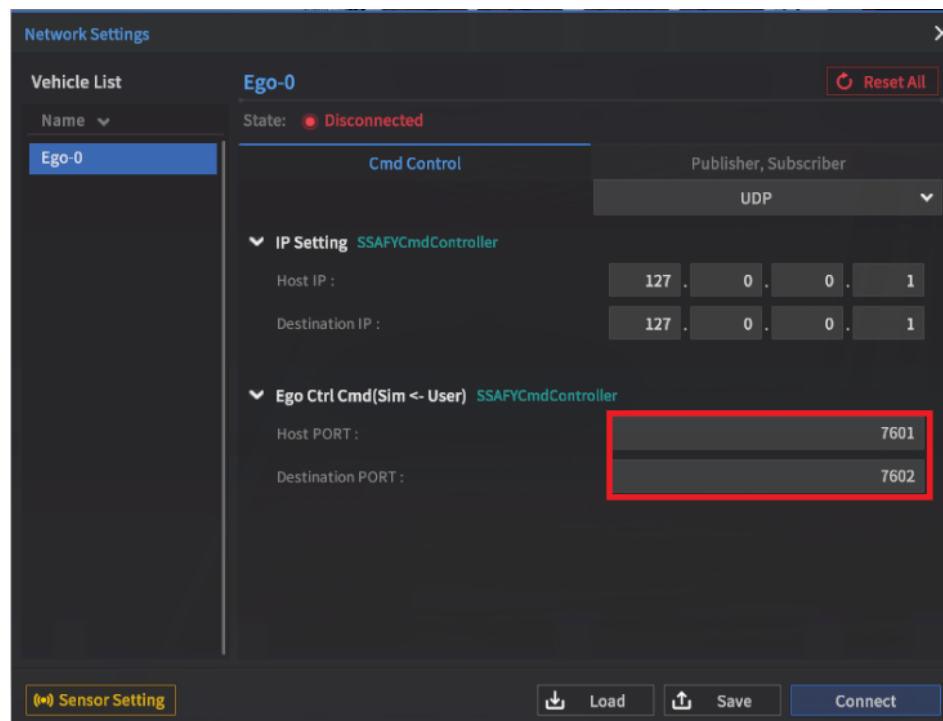 Network Settings
Vehicle List
Name
Ego-0
Ego-0
Reset All
State: Disconnected
Cmd Control
Publisher, Subscriber
UDP
IP Setting SSAFYCmdController
Host IP : 127 . 0 . 0 . 1
Destination IP : 127 . 0 . 0 . 1
Ego Ctrl Cmd(Sim <- User) SSAFYCmdController
Host PORT : 7601
Destination PORT : 7602
Sensor Setting
Load
Save
Connect